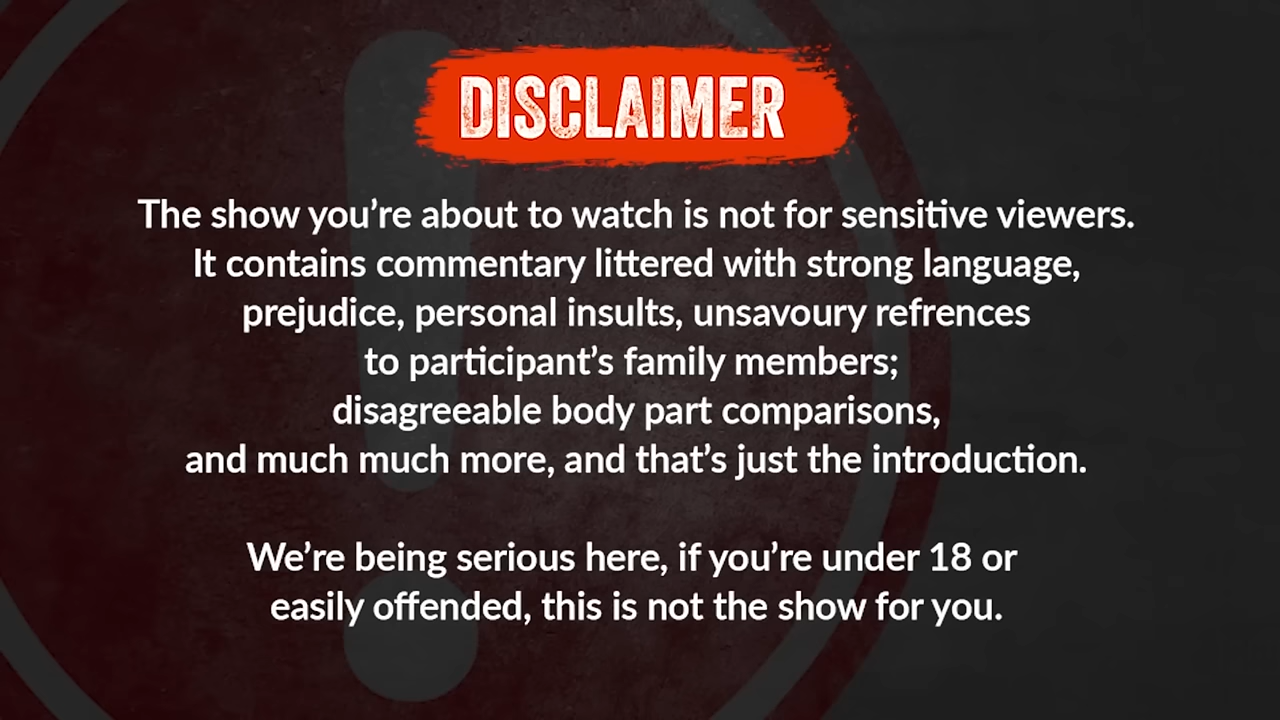 DISCLAIMER
The show you’re about to watch is not for sensitive viewers.
It contains commentary littered with strong language,
prejudice, personal insults, unsavoury refrences
to participant’s family members;
disagreeable body part comparisons,
and much much more, and that’s just the introduction.
We’re being serious here, if you’re under 18 or
easily offended, this is not the show for you.